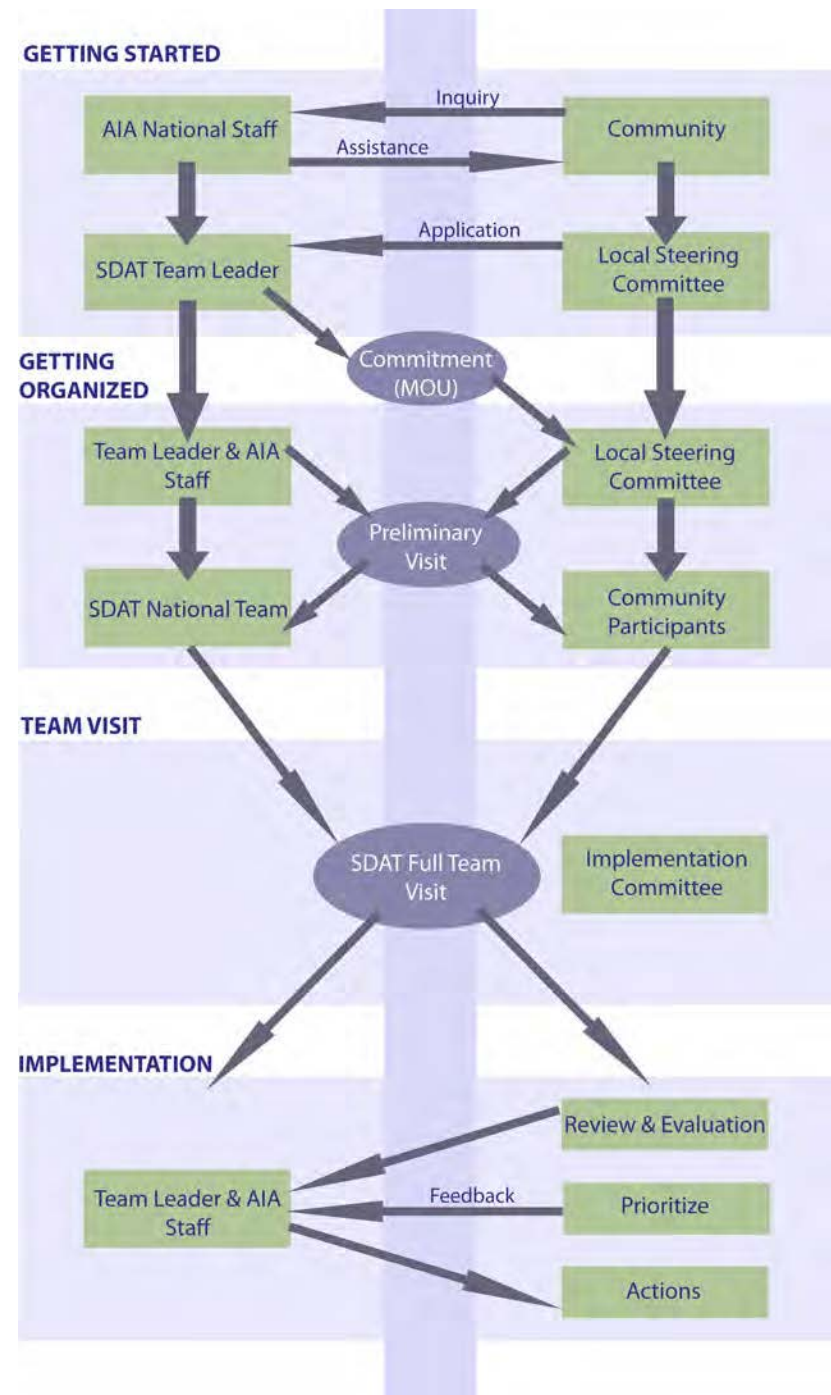 GETTING STARTED
Inquiry
AIA National Staff
Community
Assistance
Application
SDAT Team Leader
Local Steering
Committee
GETTING
ORGANIZED
Commitment
(MOU)
Team Leader & AIA
Staff
Local Steering
Committee
Preliminary
Visit
SDAT National Team
Community
Participants
TEAM VISIT
SDAT Full Team
Visit
Implementation
Committee
IMPLEMENTATION
Review & Evaluation
Team Leader & AIA
Staff
Feedback
Prioritize
Actions